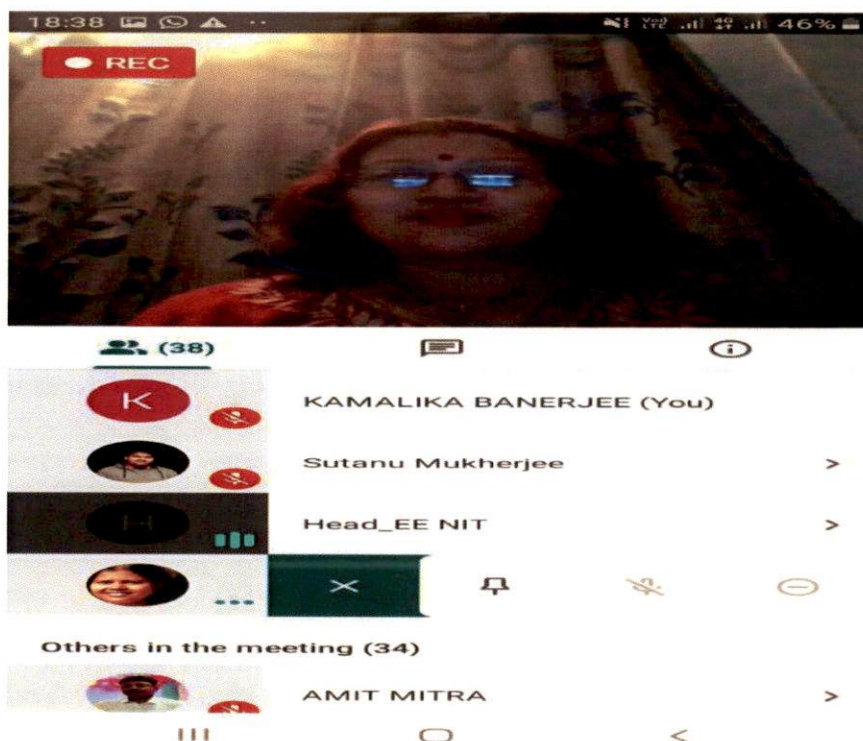 18:38 46%
REC
(38)
K KAMALIKA BANERJEE (You)
Sutanu Mukherjee
H Head_EE NIT
Others in the meeting (34)
AMIT MITRA